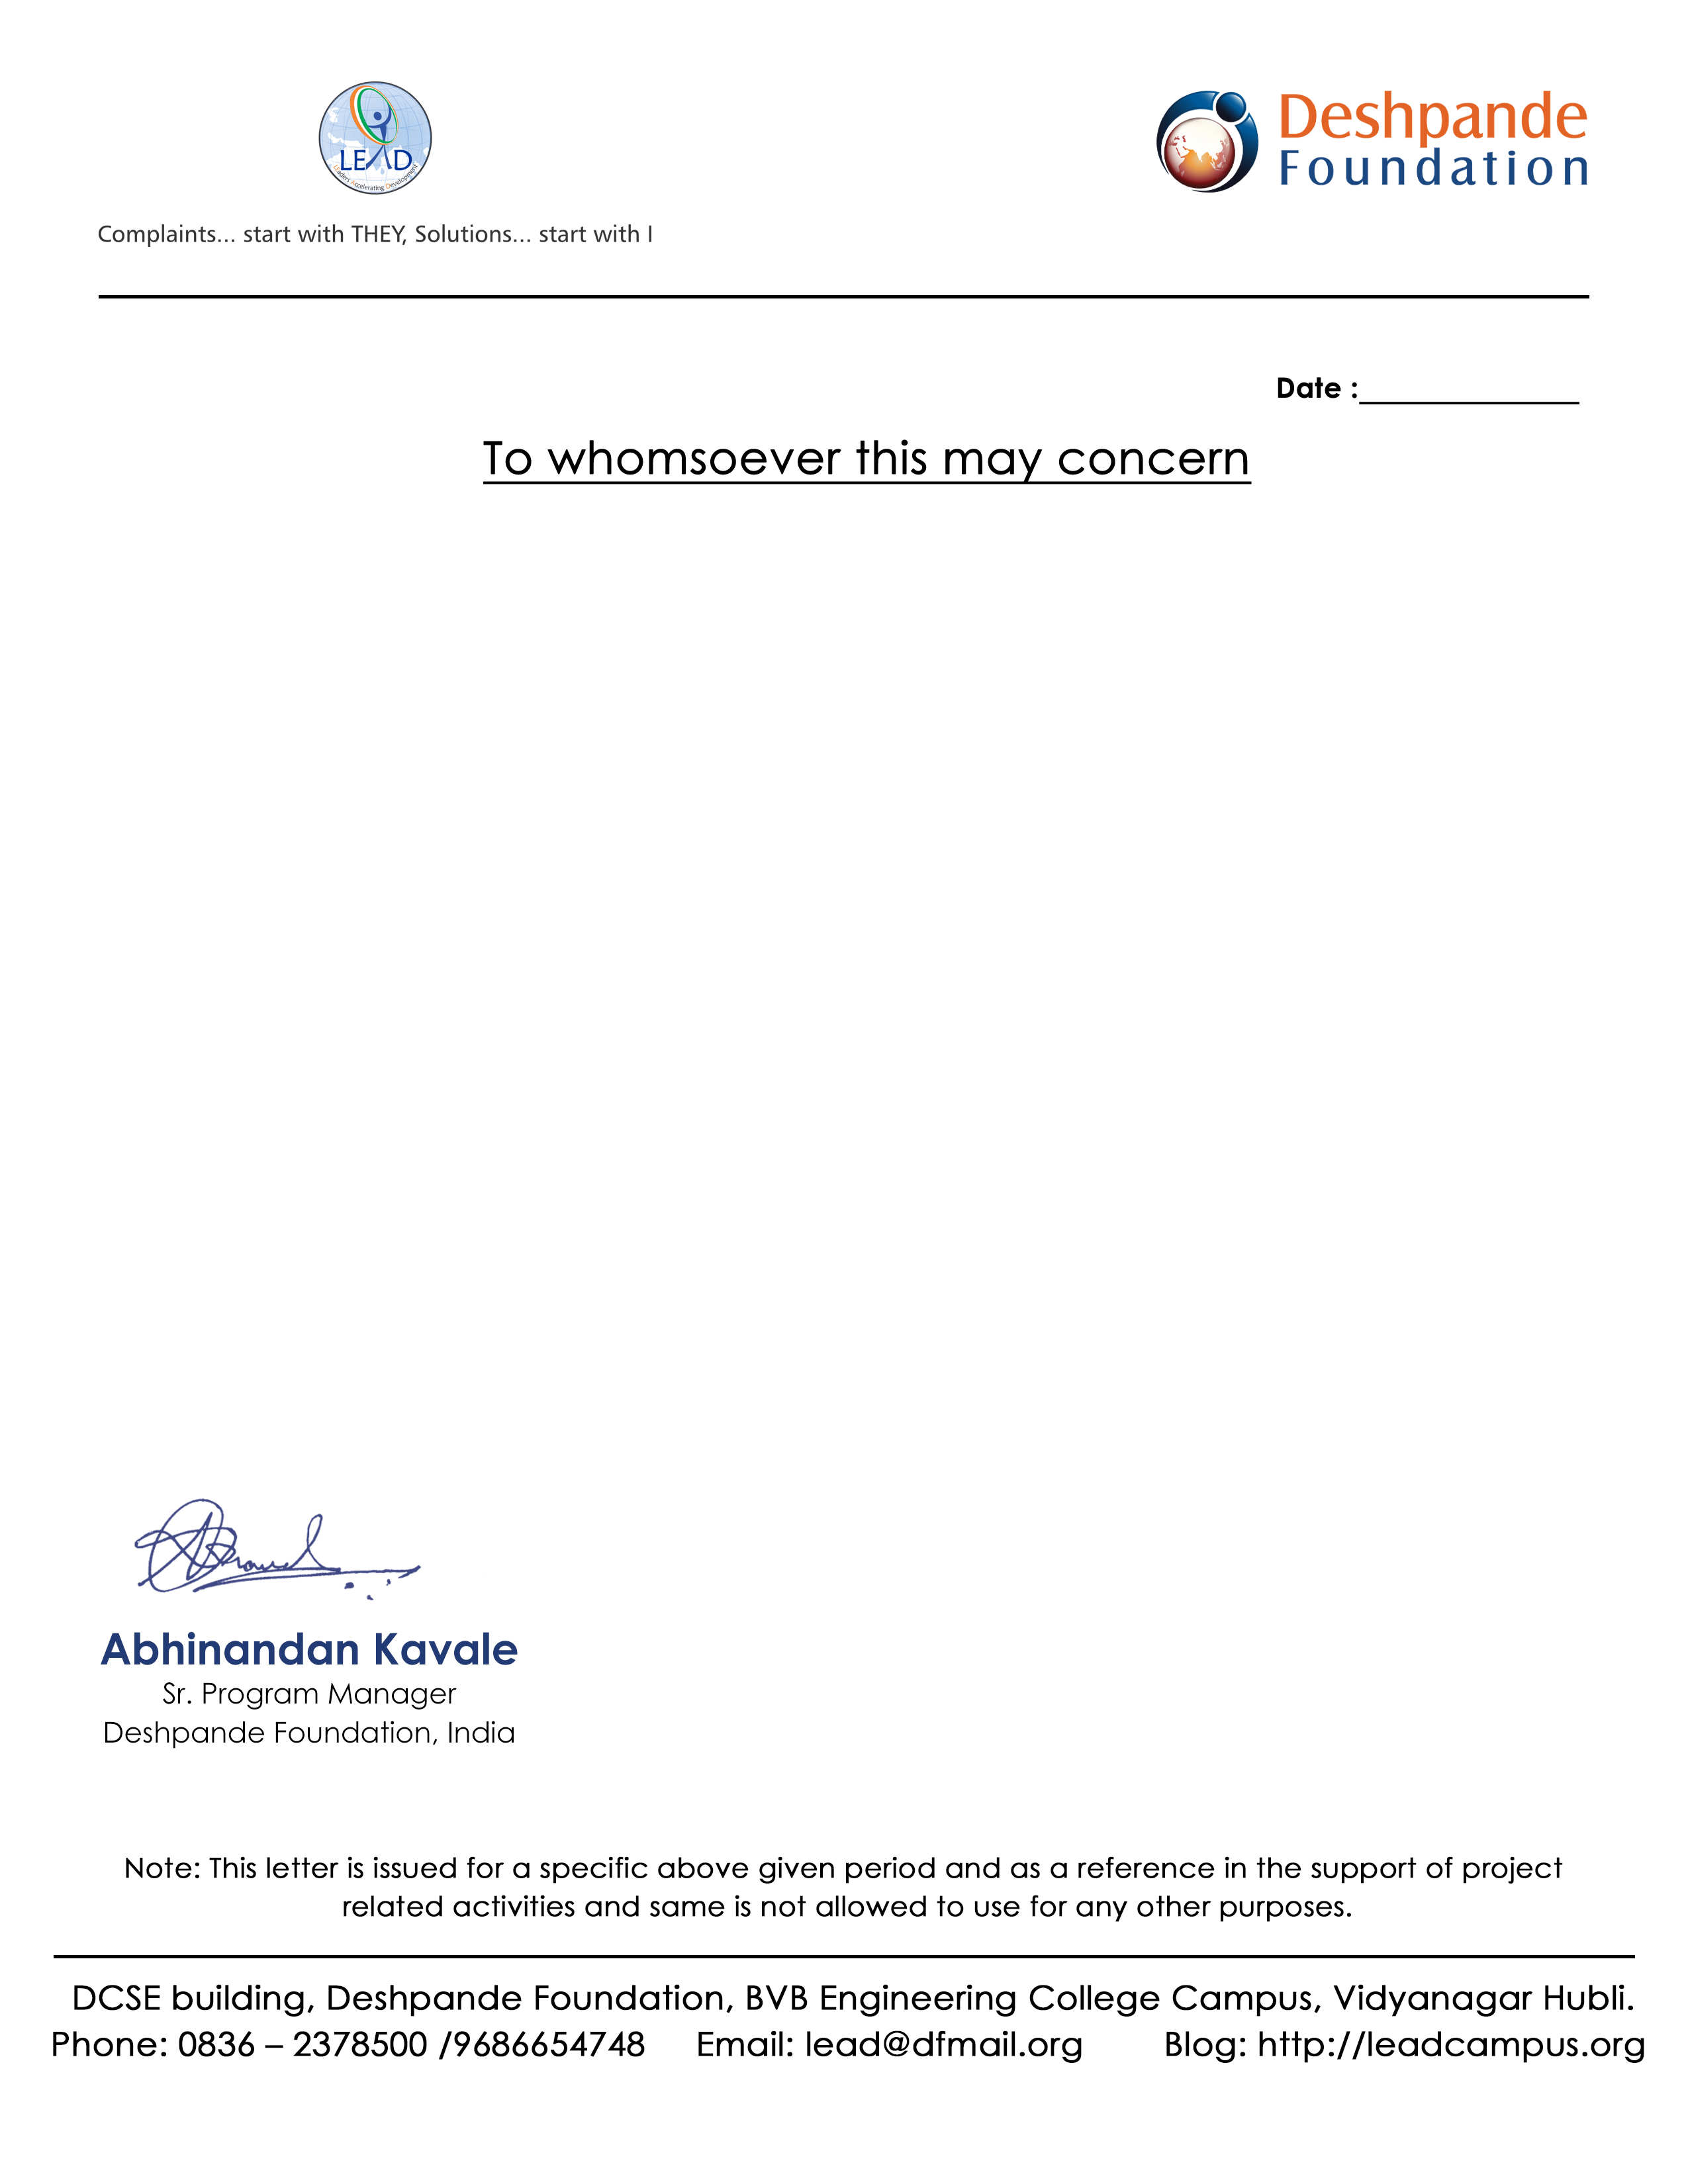 LEAD
Leaders Accelerating Development
Deshpande
Foundation
Complaints... start with THEY, Solutions... start with I
Date :_______________
To whomsoever this may concern
Abhinandan Kavale
Sr. Program Manager
Deshpande Foundation, India
Note: This letter is issued for a specific above given period and as a reference in the support of project
related activities and same is not allowed to use for any other purposes.
DCSE building, Deshpande Foundation, BVB Engineering College Campus, Vidyanagar Hubli.
Phone: 0836 – 2378500 /9686654748 Email: lead@dfmail.org Blog: http://leadcampus.org